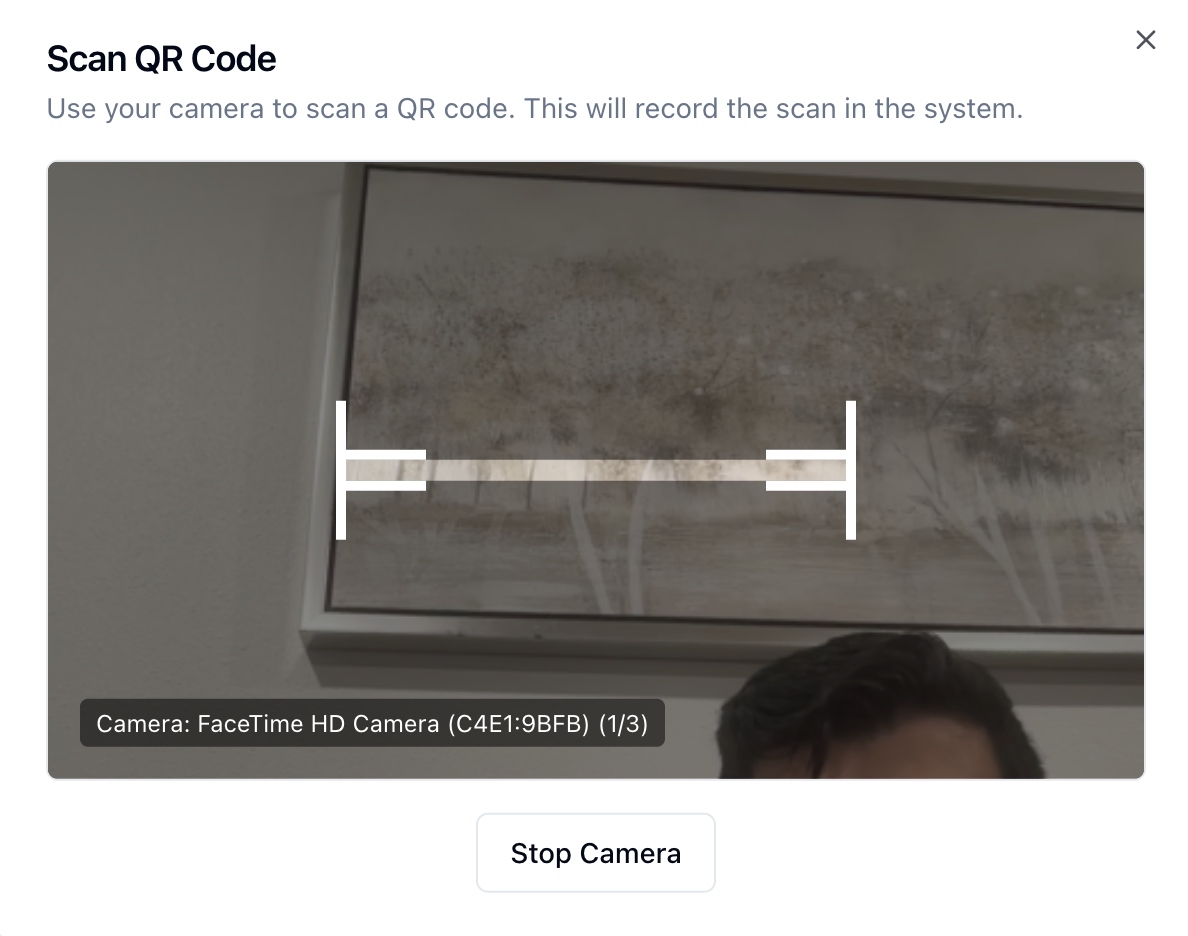 Scan QR Code
Use your camera to scan a QR code. This will record the scan in the system.
Camera: FaceTime HD Camera (C4E1:9BFB) (1/3)
Stop Camera